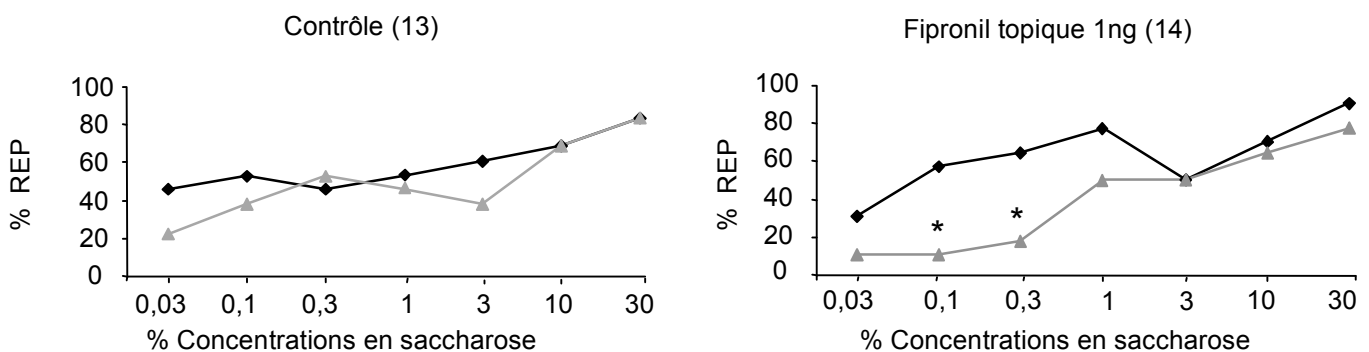 Contrôle (13)
% REP
100
80
60
40
20
0
0,03 0,1 0,3 1 3 10 30
% Concentrations en saccharose
Fipronil topique 1ng (14)
% REP
100
80
60
40
20
0
* *
0,03 0,1 0,3 1 3 10 30
% Concentrations en saccharose